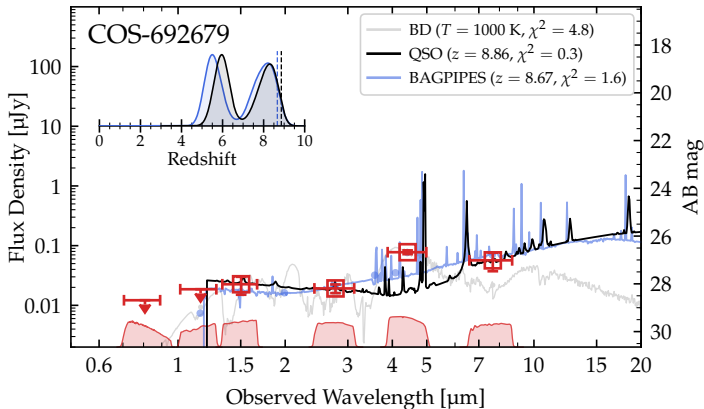 COS-692679
BD (T = 1000 K, χ² = 4.8)
QSO (z = 8.86, χ² = 0.3)
BAGPIPES (z = 8.67, χ² = 1.6)
0 2 4 6 8 10
Redshift
Flux Density [μJy]
100
10
1
0.1
0.01
AB mag
18
20
22
24
26
28
30
0.6 1 1.5 2 3 4 5 7 10 15 20
Observed Wavelength [μm]